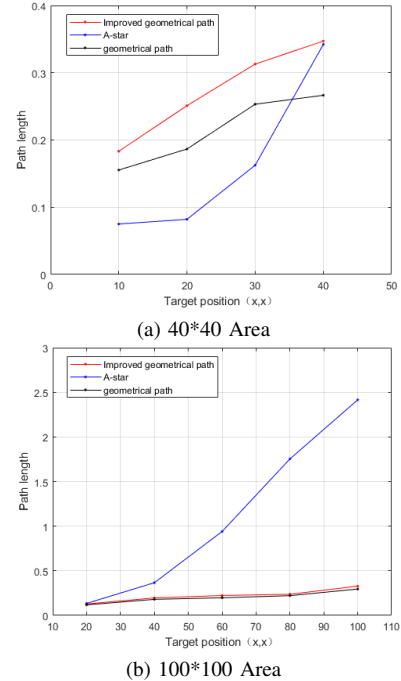 0.4
Improved geometrical path
A-star
geometrical path
0.3
0.2
0.1
0
Path length
0 10 20 30 40 50
Target position（x,x）
(a) 40*40 Area
3
Improved geometrical path
A-star
geometrical path
2.5
2
1.5
1
0.5
0
Path length
10 20 30 40 50 60 70 80 90 100 110
Target position（x,x）
(b) 100*100 Area